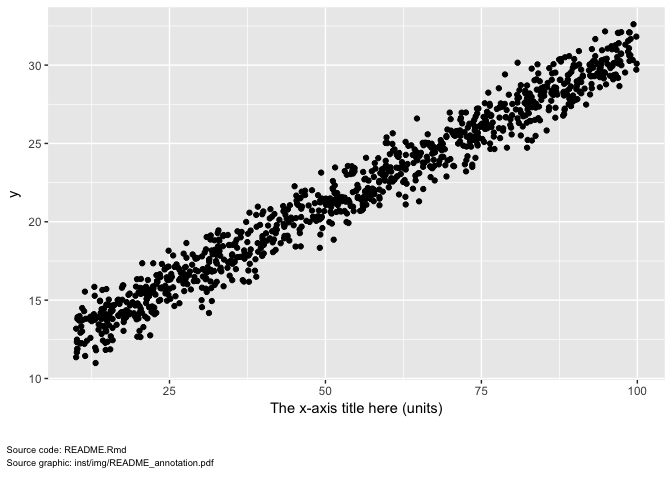 30
25
20
15
10
y
25
50
75
100
The x-axis title here (units)
Source code: README.Rmd
Source graphic: inst/img/README_annotation.pdf